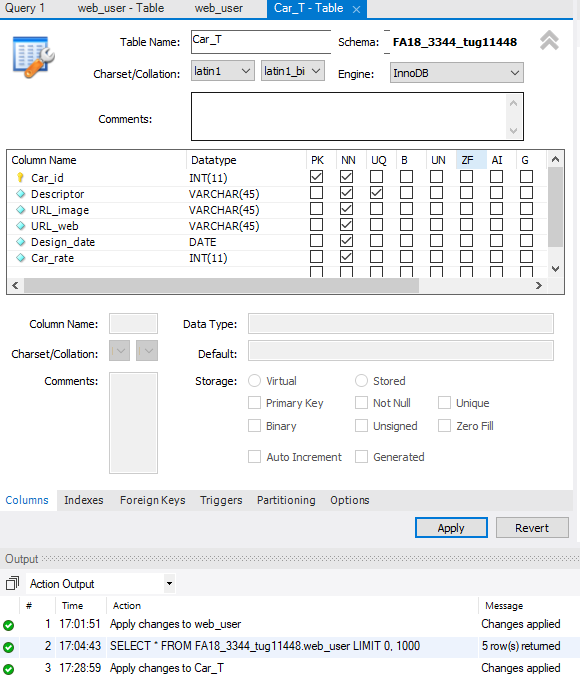 Query 1 web_user - Table web_user Car_T - Table ×
Table Name: Car_T Schema: FA18_3344_tug11448
Charset/Collation: latin1 latin1_bi Engine: InnoDB
Comments:
Column Name Datatype PK NN UQ B UN ZF AI G
Car_id INT(11)
Descriptor VARCHAR(45)
URL_image VARCHAR(45)
URL_web VARCHAR(45)
Design_date DATE
Car_rate INT(11)
Column Name: Data Type:
Charset/Collation: Default:
Comments: Storage: Virtual Stored
Primary Key Not Null Unique
Binary Unsigned Zero Fill
Auto Increment Generated
Columns Indexes Foreign Keys Triggers Partitioning Options
Apply Revert
Output
Action Output
# Time Action Message
1 17:01:51 Apply changes to web_user Changes applied
2 17:04:43 SELECT * FROM FA18_3344_tug11448.web_user LIMIT 0, 1000 5 row(s) returned
3 17:28:59 Apply changes to Car_T Changes applied